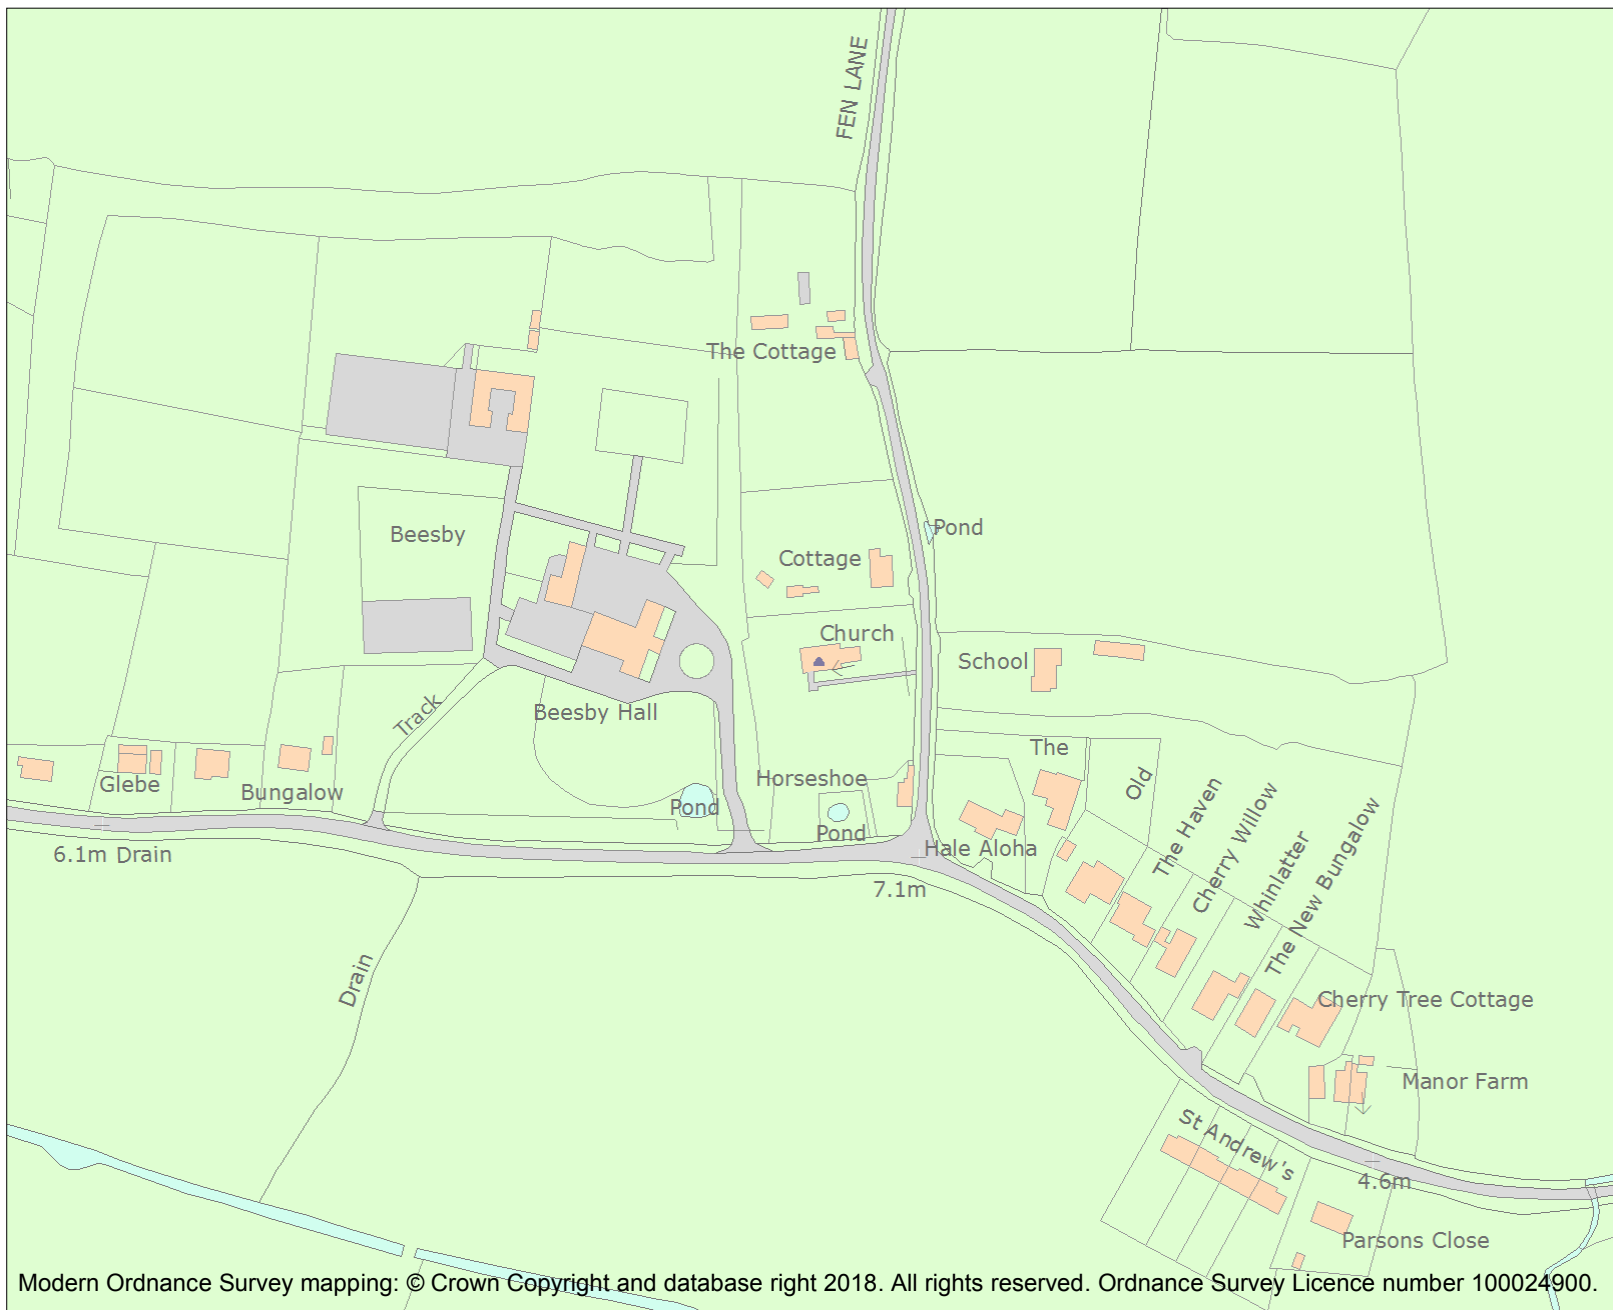 FEN LANE
The Cottage
Pond
Beesby
Cottage
Church
School
Track
Beesby Hall
The
Horseshoe
Old
Glebe
Bungalow
Pond
Pond
The Haven
Cherry Willow
Whinlatter
The New Bungalow
6.1m Drain
Hale Aloha
7.1m
Drain
Cherry Tree Cottage
Manor Farm
St Andrew's
4.6m
Parsons Close
Modern Ordnance Survey mapping: © Crown Copyright and database right 2018. All rights reserved. Ordnance Survey Licence number 100024900.